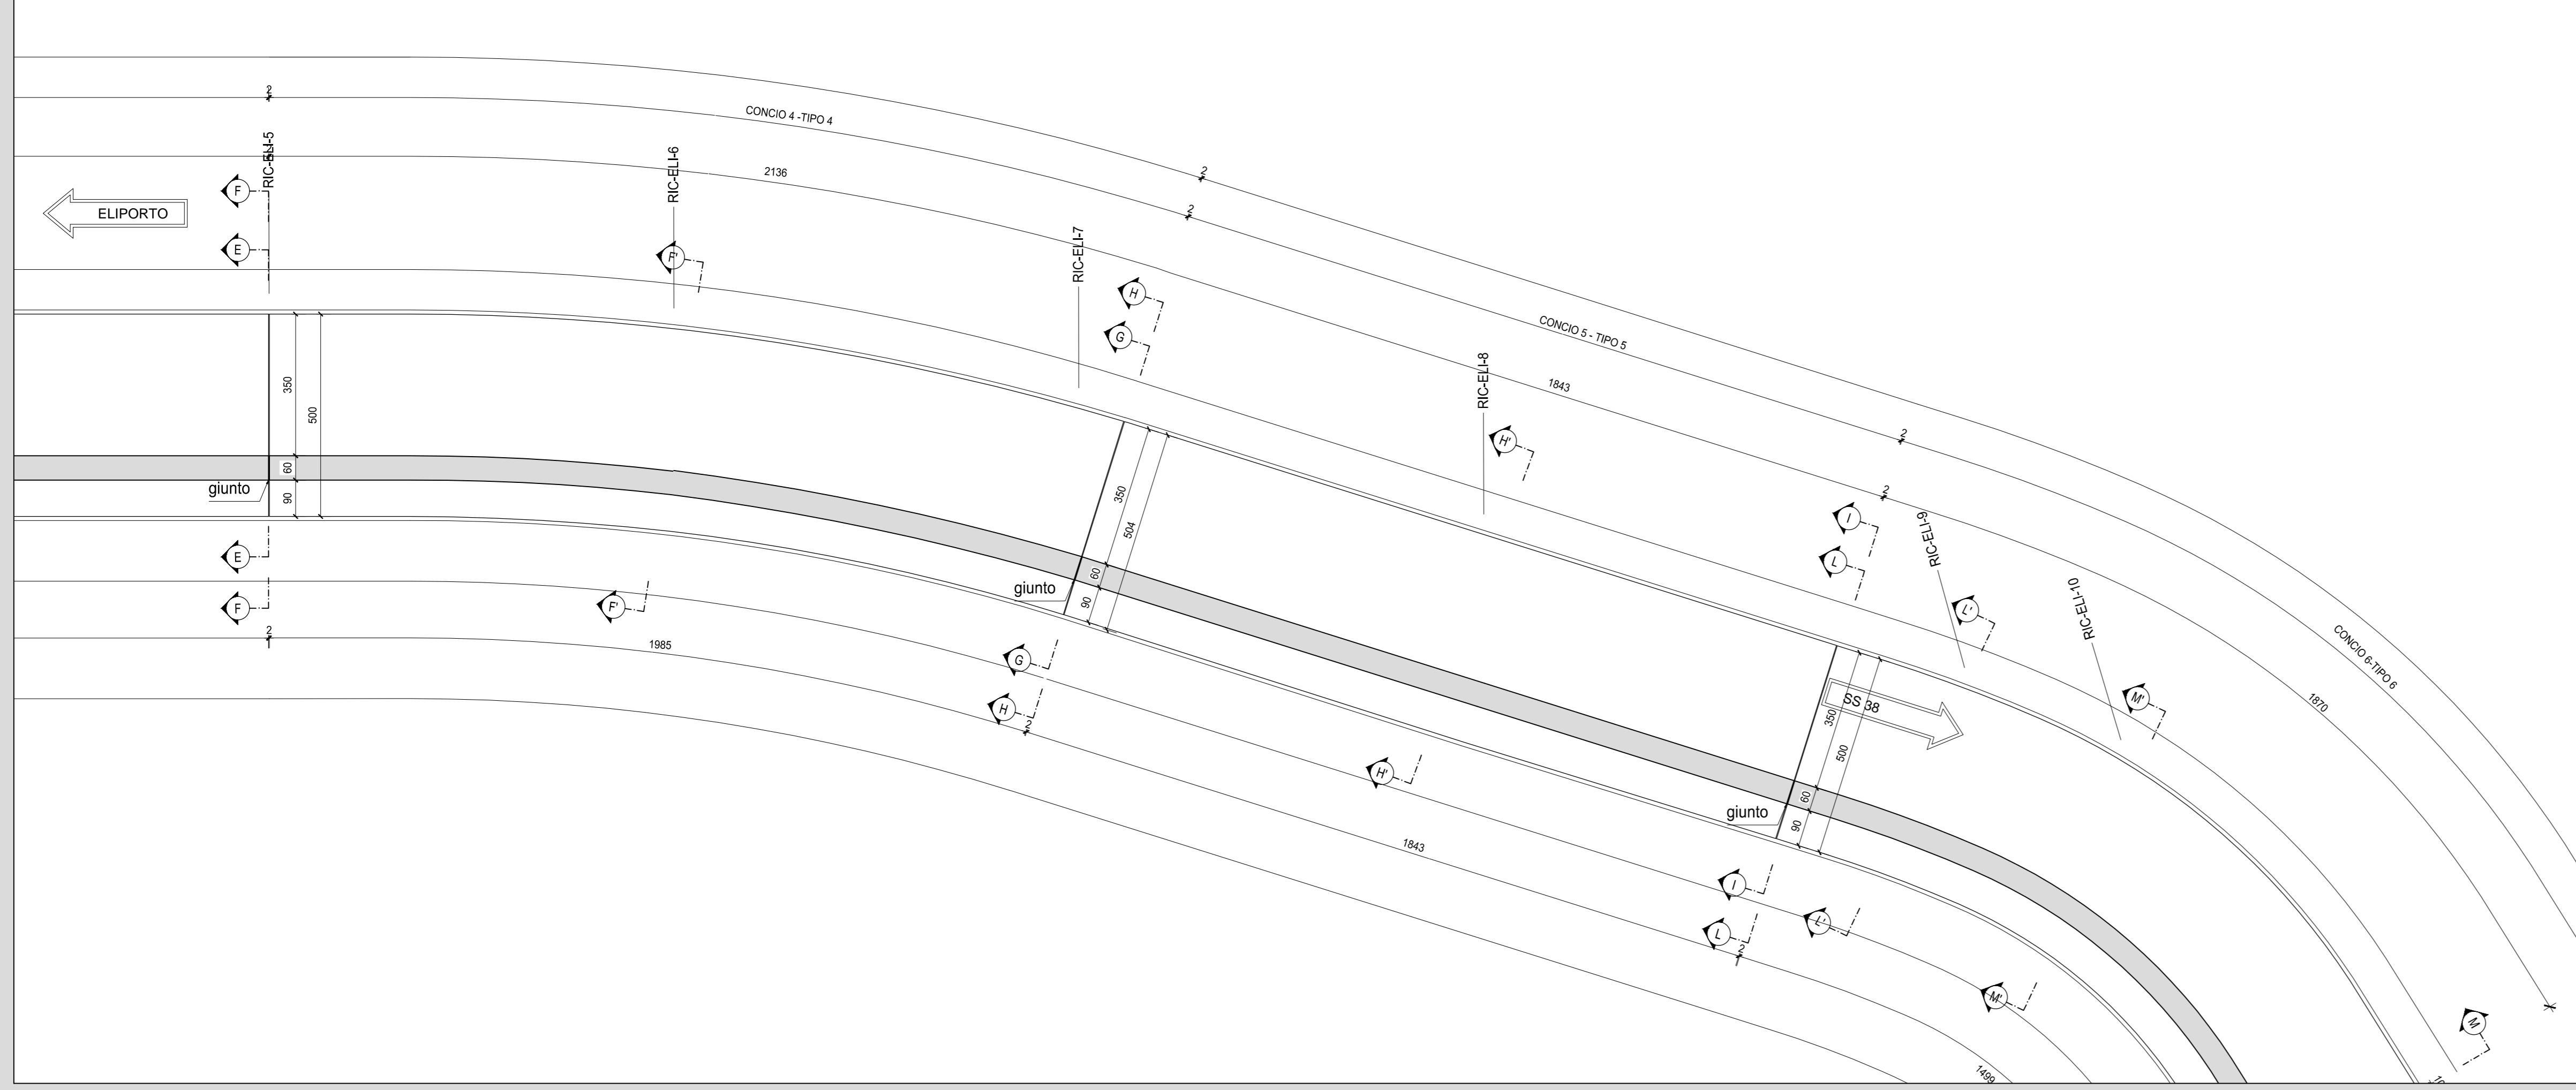 2
CONCIO 4 -TIPO 4
RIC-ELI-5
2
RIC-ELI-6
2136
2
2
F
ELIPORTO
E
F'
RIC-ELI-7
H
G
CONCIO 5 - TIPO 5
1843
RIC-ELI-8
H'
2
2
350
500
60
90
giunto
350
504
60
90
giunto
I
L
RIC-ELI-9
RIC-ELI-10
L'
M'
CONCIO 6-TIPO 6
1870
SS 38
350
500
60
90
giunto
E
F
2
F'
1985
G
H
2
H'
1843
I
L
2
L'
M'
M
1499